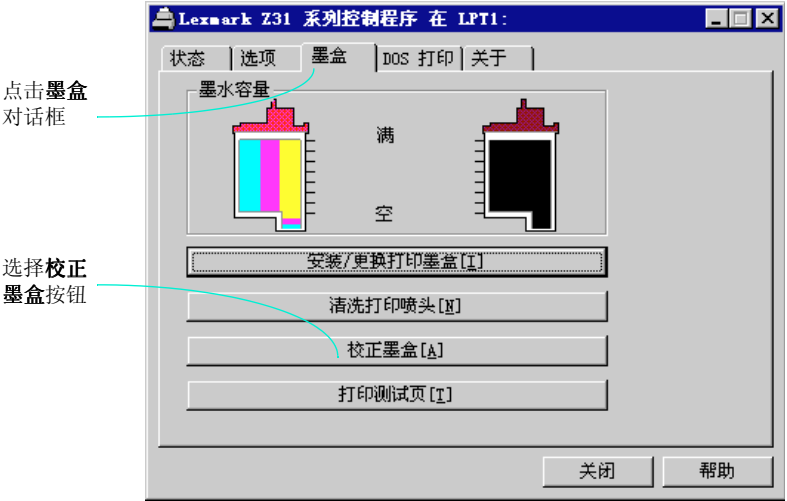 Lexmark Z31 系列控制程序 在 LPT1:
状态 选项 墨盒 DOS 打印 关于
点击墨盒
对话框
墨水容量
满
空
选择校正
墨盒按钮
安装/更换打印墨盒[I]
清洗打印喷头[N]
校正墨盒[A]
打印测试页[T]
关闭 帮助